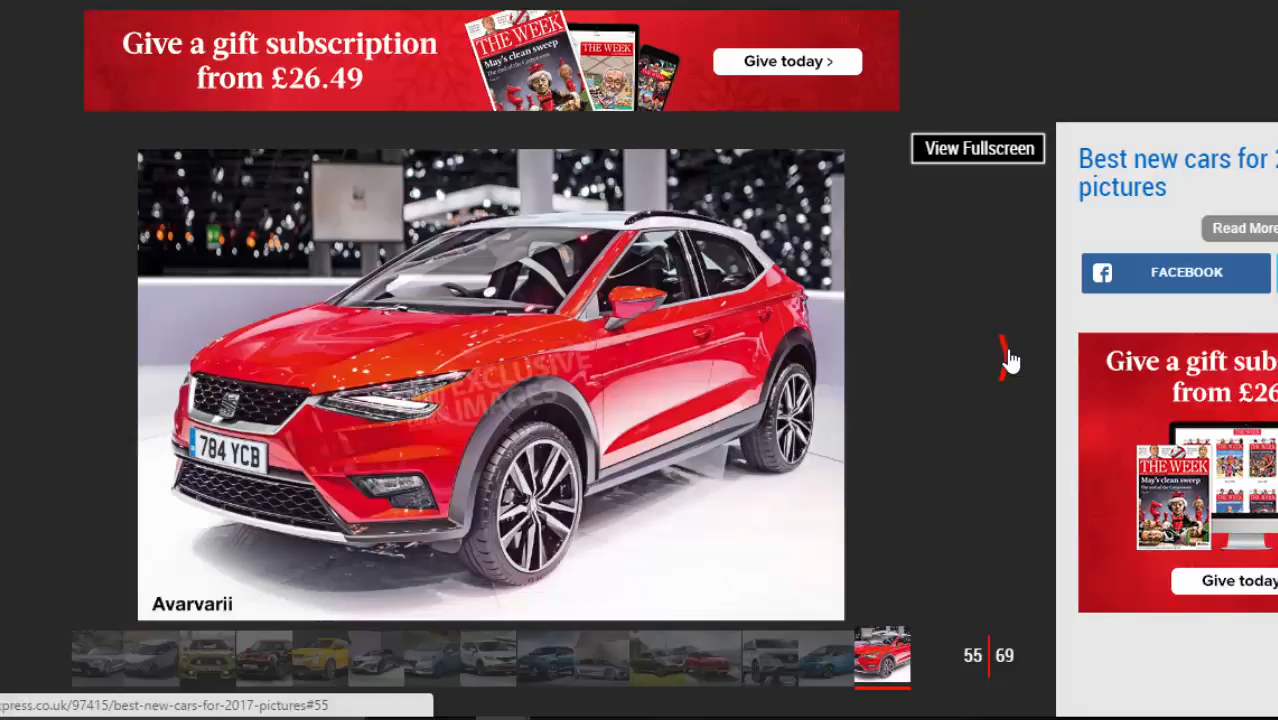 Give a gift subscription
from £26.49
THE WEEK
May's clean sweep
THE WEEK
Give today >
View Fullscreen
Best new cars for
pictures
Read More
FACEBOOK
EXCLUSIVE
IMAGES
784 YCB
Avarvarii
Give a gift sub
from £26
THE WEEK
May's clean sweep
Give today
55 69
press.co.uk/97415/best-new-cars-for-2017-pictures#55